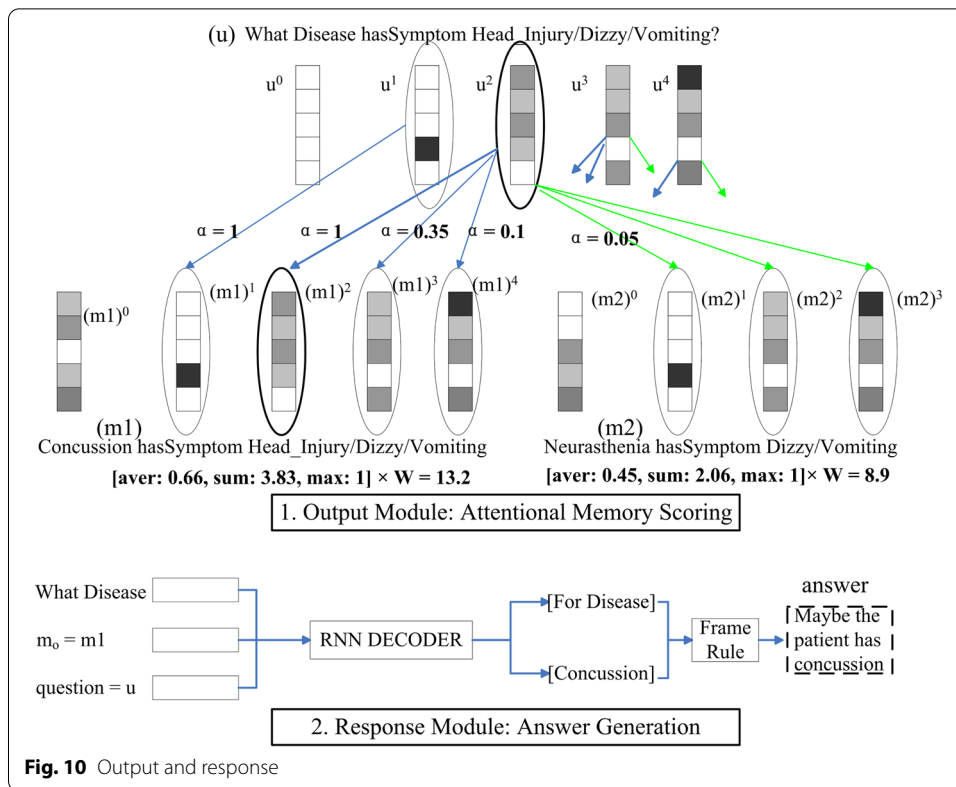 (u) What Disease hasSymptom Head_Injury/Dizzy/Vomiting?
u⁰ u¹ u² u³ u⁴
α = 1 α = 1 α = 0.35 α = 0.1 α = 0.05
(m1)⁰ (m1)¹ (m1)² (m1)³ (m1)⁴ (m2)⁰ (m2)¹ (m2)² (m2)³
(m1) (m2)
Concussion hasSymptom Head_Injury/Dizzy/Vomiting Neurasthenia hasSymptom Dizzy/Vomiting
[aver: 0.66, sum: 3.83, max: 1] × W = 13.2 [aver: 0.45, sum: 2.06, max: 1]× W = 8.9
1. Output Module: Attentional Memory Scoring
What Disease
mₒ = m1
question = u
RNN DECODER
[For Disease]
[Concussion]
Frame
Rule
answer
Maybe the
patient has
concussion
2. Response Module: Answer Generation
Fig. 10 Output and response